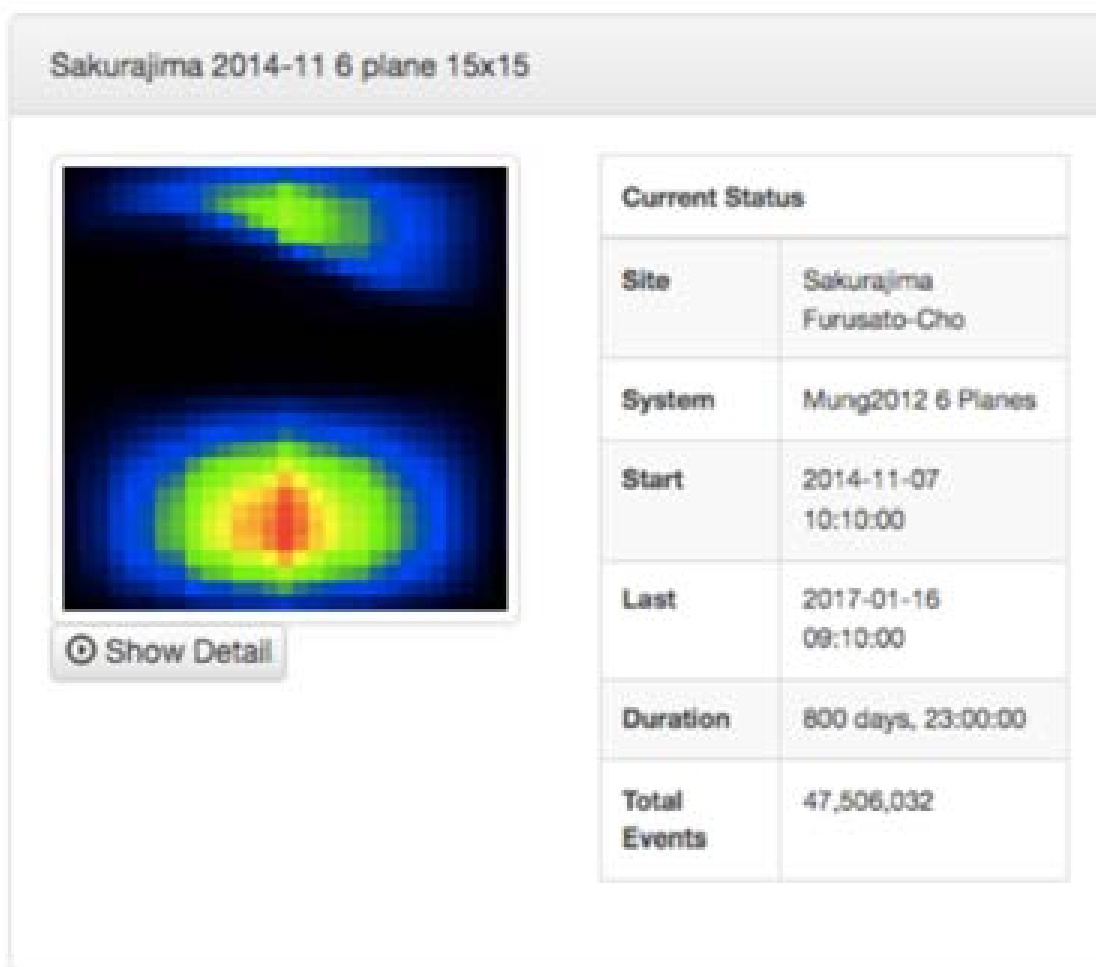 Sakurajima 2014-11 6 plane 15x15
Show Detail
Current Status
Site
Sakurajima
Furusato-Cho
System
Mung2012 6 Planes
Start
2014-11-07
10:10:00
Last
2017-01-16
09:10:00
Duration
800 days, 23:00:00
Total
Events
47,506,032